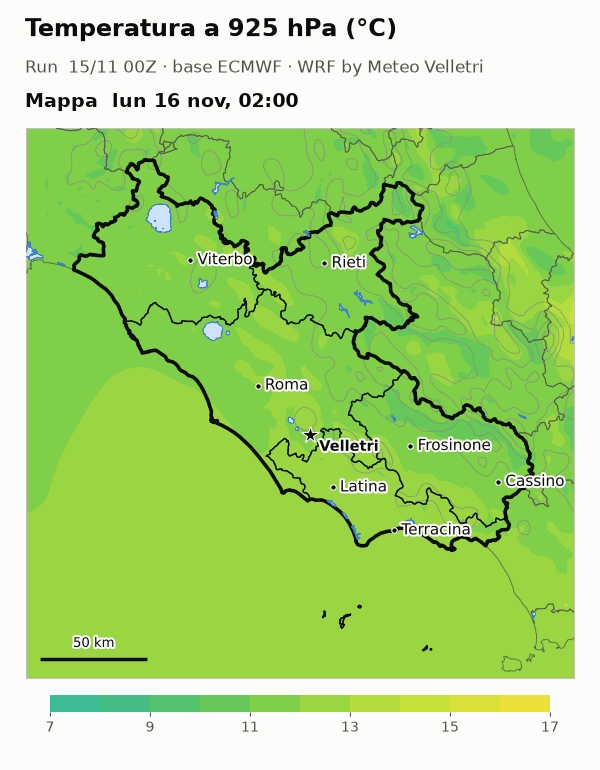 Temperatura a 925 hPa (°C)
Run  15/11 00Z · base ECMWF · WRF by Meteo Velletri
Mappa  lun 16 nov, 02:00
Viterbo
Rieti
Roma
Velletri
Frosinone
Cassino
Latina
Terracina
50 km
7 9 11 13 15 17